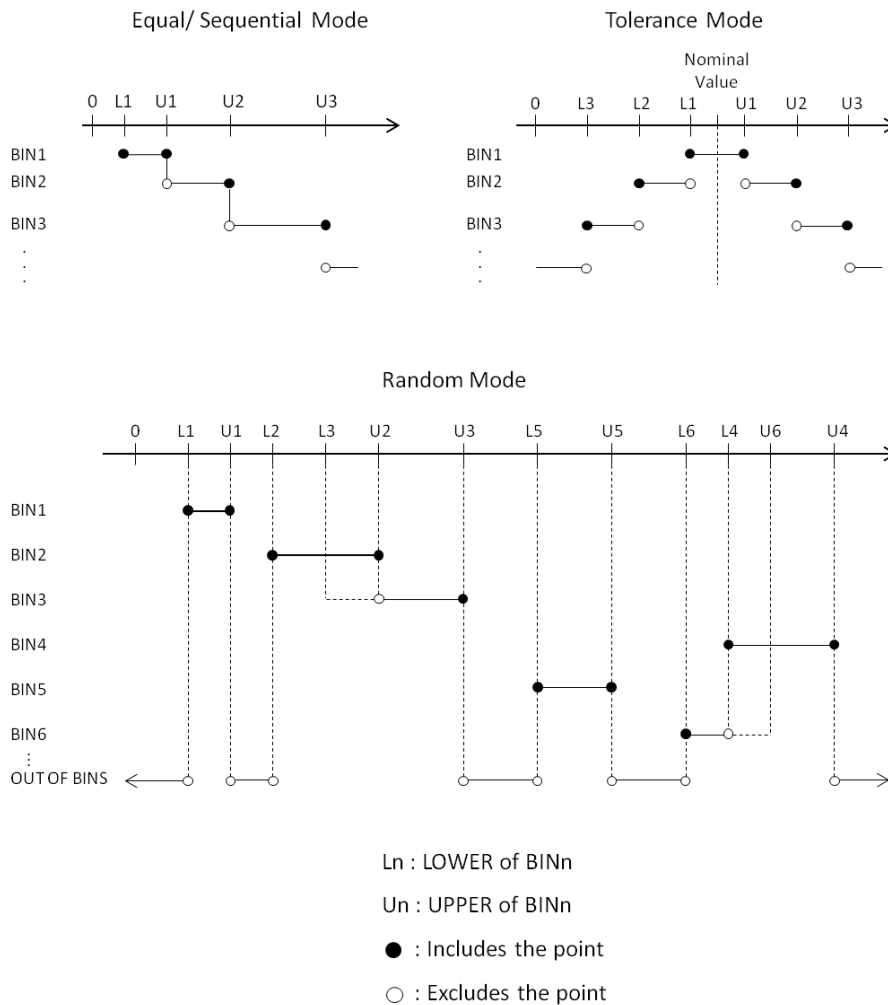 Equal/ Sequential Mode
0 L1 U1 U2 U3
BIN1
BIN2
BIN3
.
.
.
Tolerance Mode
Nominal
Value
0 L3 L2 L1 U1 U2 U3
BIN1
BIN2
BIN3
.
.
.
Random Mode
0 L1 U1 L2 L3 U2 U3 L5 U5 L6 L4 U6 U4
BIN1
BIN2
BIN3
BIN4
BIN5
BIN6
⋮
OUT OF BINS
Ln : LOWER of BINn
Un : UPPER of BINn
● : Includes the point
○ : Excludes the point